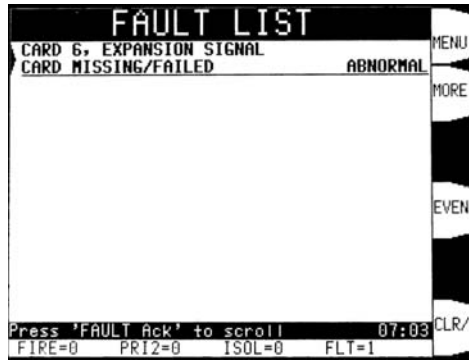 FAULT LIST
CARD 6, EXPANSION SIGNAL
CARD MISSING/FAILED ABNORMAL
MENU
MORE
EVEN
CLR/
Press 'FAULT Ack' to scroll 07:03
FIRE=0 PRI2=0 ISOL=0 FLT=1